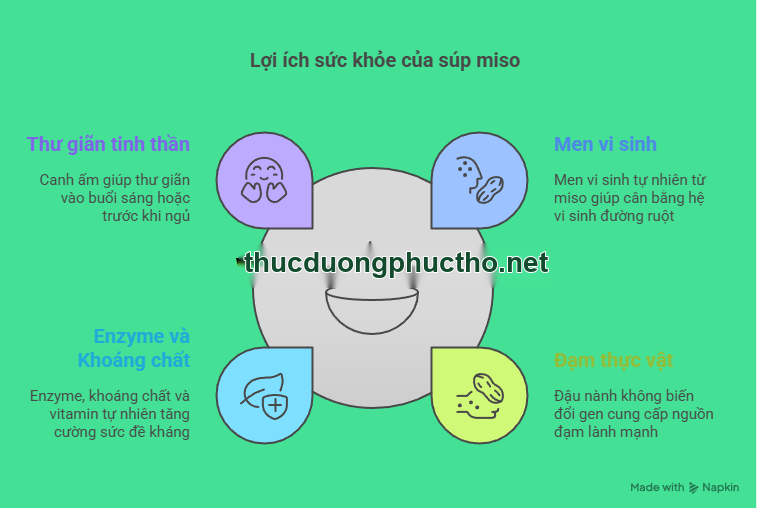 Lợi ích sức khỏe của súp miso
Thư giãn tinh thần
Canh ấm giúp thư giãn
vào buổi sáng hoặc
trước khi ngủ
Men vi sinh
Men vi sinh tự nhiên từ
miso giúp cân bằng hệ
vi sinh đường ruột
thucduongphuctho.net
Enzyme và
Khoáng chất
Enzyme, khoáng chất và
vitamin tự nhiên tăng
cường sức đề kháng
Đạm thực vật
Đậu nành không biến
đổi gen cung cấp nguồn
đạm lành mạnh
Made with Napkin